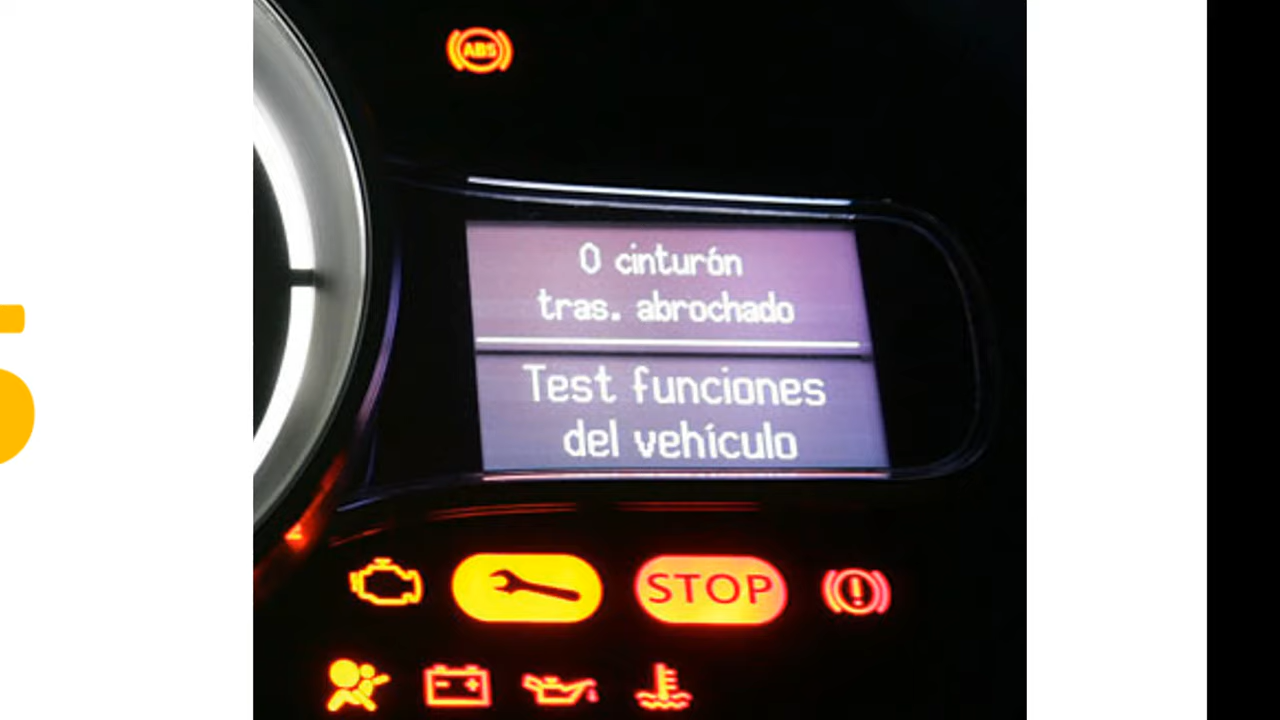 ABS
0 cinturón
tras. abrochado
Test funciones
del vehículo
STOP